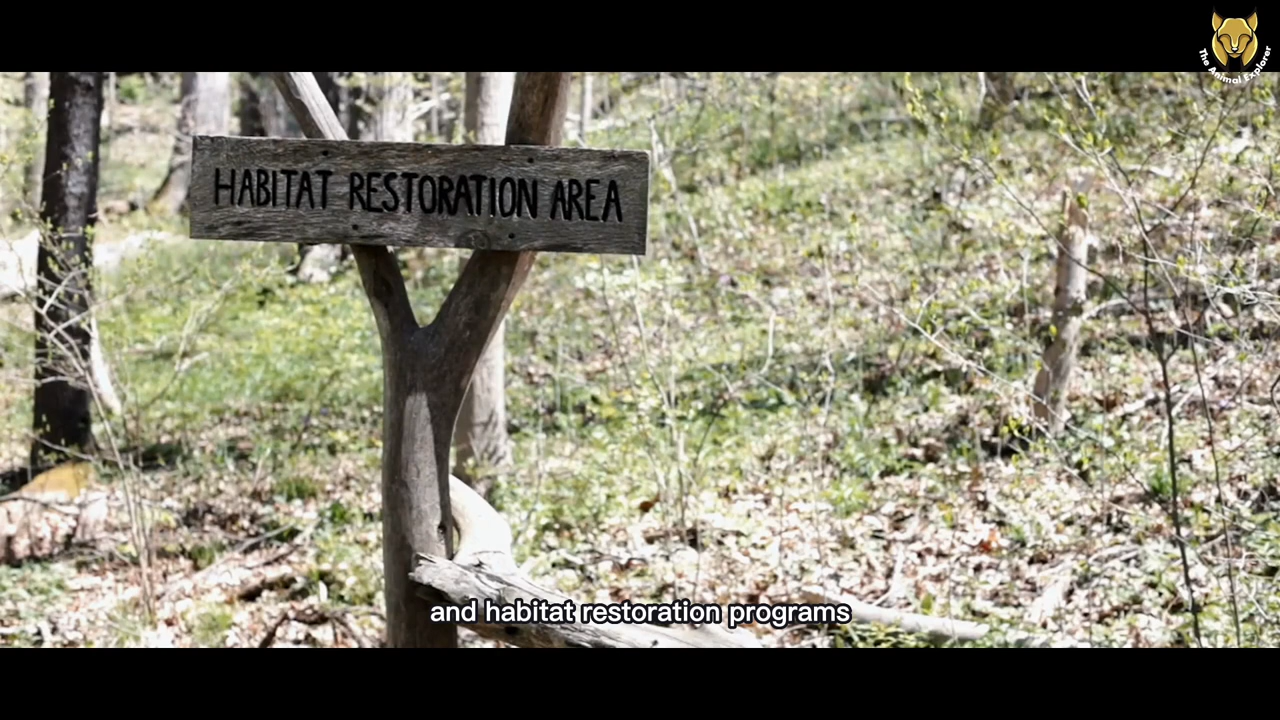 The Animal Explorer
HABITAT RESTORATION AREA
and habitat restoration programs